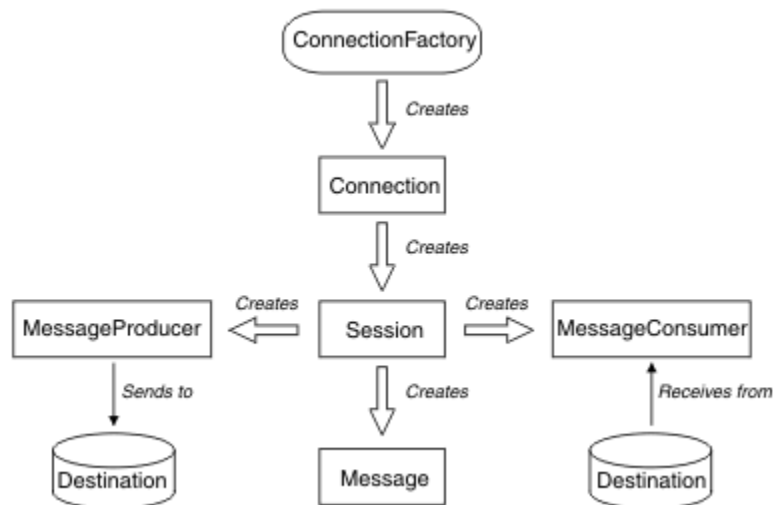 ConnectionFactory
Creates
Connection
Creates
Creates
Creates
MessageProducer
Session
MessageConsumer
Sends to
Creates
Receives from
Destination
Message
Destination